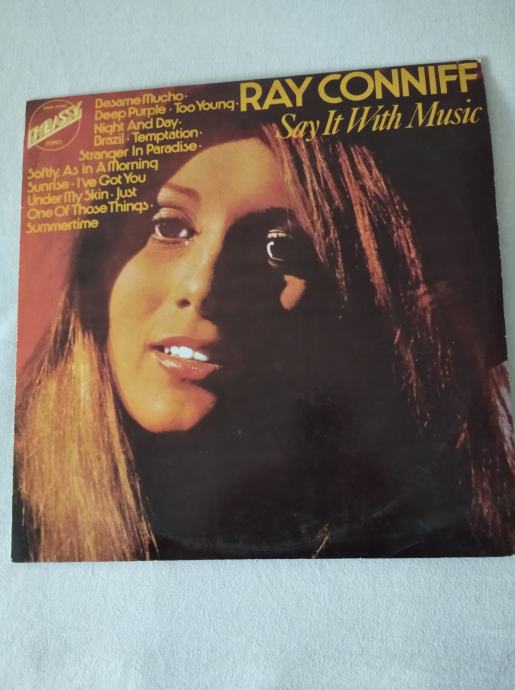 EMBASSY
STEREO
Besame Mucho ·
Deep Purple · Too Young ·
Night And Day ·
Brazil · Temptation ·
Stranger In Paradise ·
Softly, As In A Morning
Sunrise · I've Got You
Under My Skin · Just
One Of Those Things ·
Summertime
RAY CONNIFF
Say It With Music